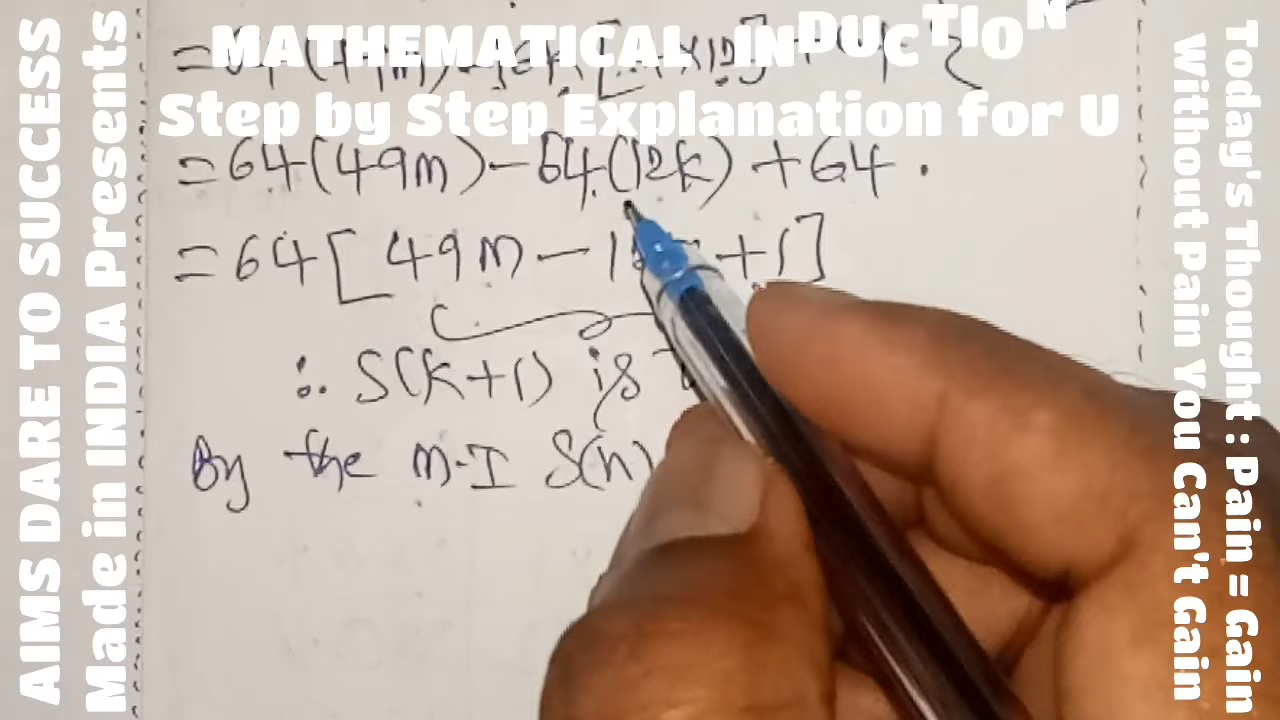 MATHEMATICAL INDUCTION
Step by Step Explanation for U
AIMS DARE TO SUCCESS
Made in INDIA Presents
= 64(49m) - 64(12k) + 64.
= 64[49m - 1 + 1]
∴ S(k+1) is
By the M.I S(n)
Today's Thought : Pain = Gain
Without Pain You Can't Gain